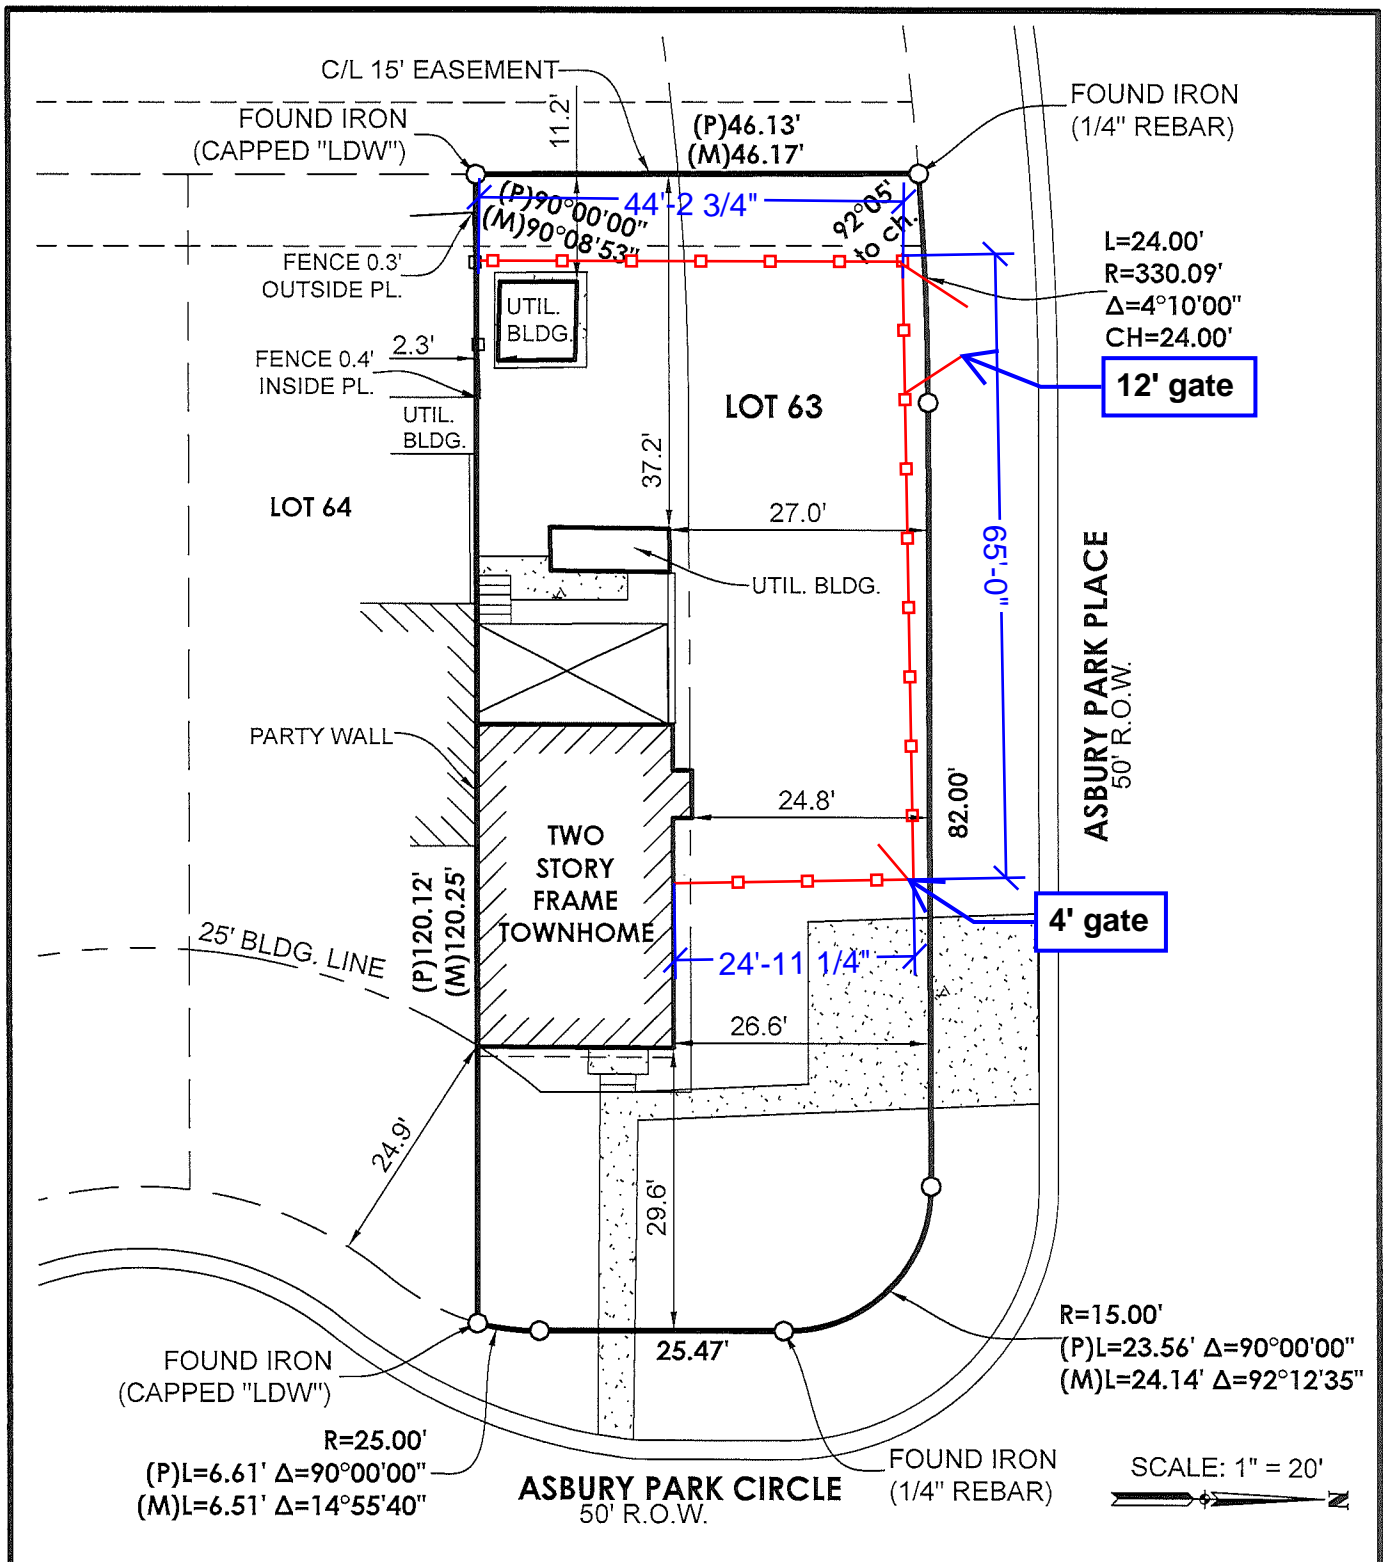 C/L 15' EASEMENT
FOUND IRON
(CAPPED "LDW")
11.2'
(P)46.13'
(M)46.17'
FOUND IRON
(1/4" REBAR)
(P)90°00'00"
(M)90°08'53"
44'-2 3/4"
92°05'
to ch.
FENCE 0.3'
OUTSIDE PL.
L=24.00'
R=330.09'
Δ=4°10'00"
CH=24.00'
UTIL.
BLDG.
2.3'
FENCE 0.4'
INSIDE PL.
12' gate
UTIL.
BLDG.
LOT 63
37.2'
LOT 64
27.0'
65'-0"
UTIL. BLDG.
ASBURY PARK PLACE
50' R.O.W.
PARTY WALL
24.8'
82.00'
TWO
STORY
FRAME
TOWNHOME
(P)120.12'
(M)120.25'
4' gate
25' BLDG. LINE
24'-11 1/4"
26.6'
24.9'
29.6'
25.47'
R=15.00'
(P)L=23.56' Δ=90°00'00"
(M)L=24.14' Δ=92°12'35"
FOUND IRON
(CAPPED "LDW")
R=25.00'
(P)L=6.61' Δ=90°00'00"
(M)L=6.51' Δ=14°55'40"
ASBURY PARK CIRCLE
50' R.O.W.
FOUND IRON
(1/4" REBAR)
SCALE: 1" = 20'
N